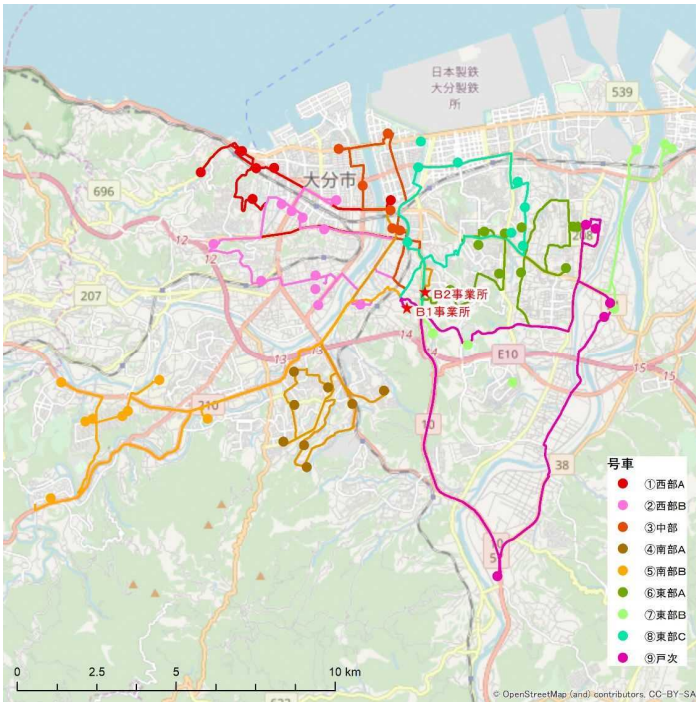 日本製鉄
大分製鉄
所
539
大分市
696
12
12
208
207
B2事業所
B1事業所
14
14
13
13
E10
15
15
210
10
38
10
号車
①西部A
②西部B
③中部
④南部A
⑤南部B
⑥東部A
⑦東部B
⑧東部C
⑨戸次
0 2.5 5 10 km
© OpenStreetMap (and) contributors, CC-BY-SA